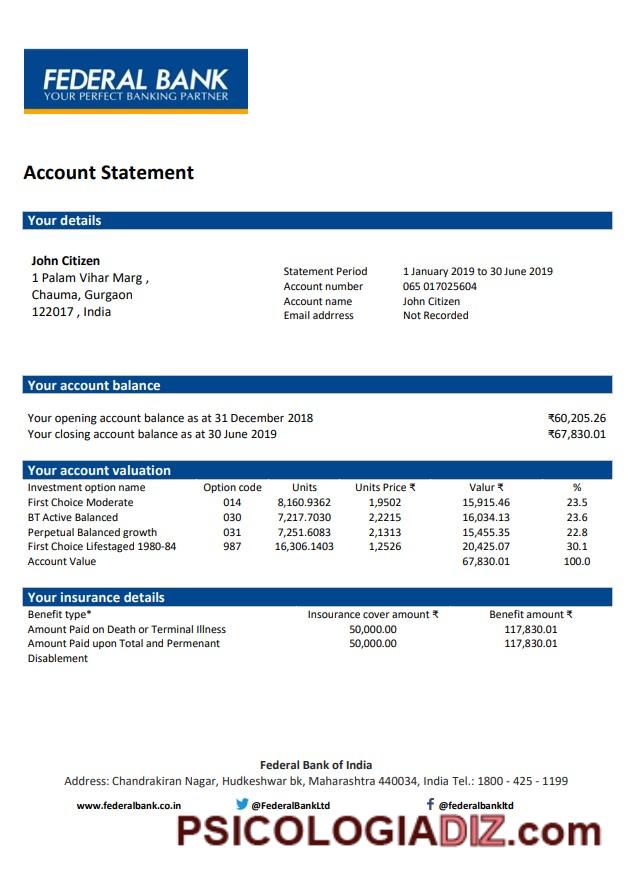 FEDERAL BANK
YOUR PERFECT BANKING PARTNER
Account Statement
Your details
John Citizen
1 Palam Vihar Marg ,
Chauma, Gurgaon
122017 , India
Statement Period 1 January 2019 to 30 June 2019
Account number 065 017025604
Account name John Citizen
Email addrress Not Recorded
Your account balance
Your opening account balance as at 31 December 2018 ₹60,205.26
Your closing account balance as at 30 June 2019 ₹67,830.01
Your account valuation
Investment option name Option code Units Units Price ₹ Valur ₹ %
First Choice Moderate 014 8,160.9362 1,9502 15,915.46 23.5
BT Active Balanced 030 7,217.7030 2,2215 16,034.13 23.6
Perpetual Balanced growth 031 7,251.6083 2,1313 15,455.35 22.8
First Choice Lifestaged 1980-84 987 16,306.1403 1,2526 20,425.07 30.1
Account Value 67,830.01 100.0
Your insurance details
Benefit type* Insourance cover amount ₹ Benefit amount ₹
Amount Paid on Death or Terminal Illness 50,000.00 117,830.01
Amount Paid upon Total and Permenant 50,000.00 117,830.01
Disablement
Federal Bank of India
Address: Chandrakiran Nagar, Hudkeshwar bk, Maharashtra 440034, India Tel.: 1800 - 425 - 1199
www.federalbank.co.in @FederalBankLtd @federalbankltd
PSICOLOGIADIZ.com